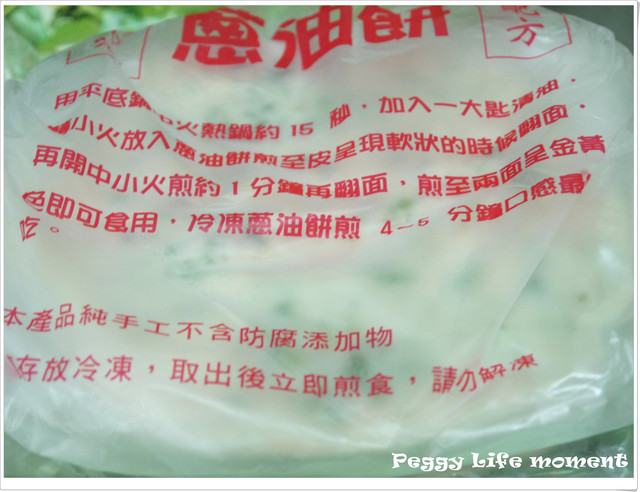 蔥油餅
配方
用平底鍋中火熱鍋約15 秒，加入一大匙清油，
轉小火放入蔥油餅煎至皮呈現軟狀的時候翻面，
再開中小火煎約1分鐘再翻面，煎至兩面呈金黃
色即可食用，冷凍蔥油餅煎 4~5 分鐘口感最
吃。
本產品純手工不含防腐添加物
存放冷凍，取出後立即煎食，請勿解凍
Peggy Life moment